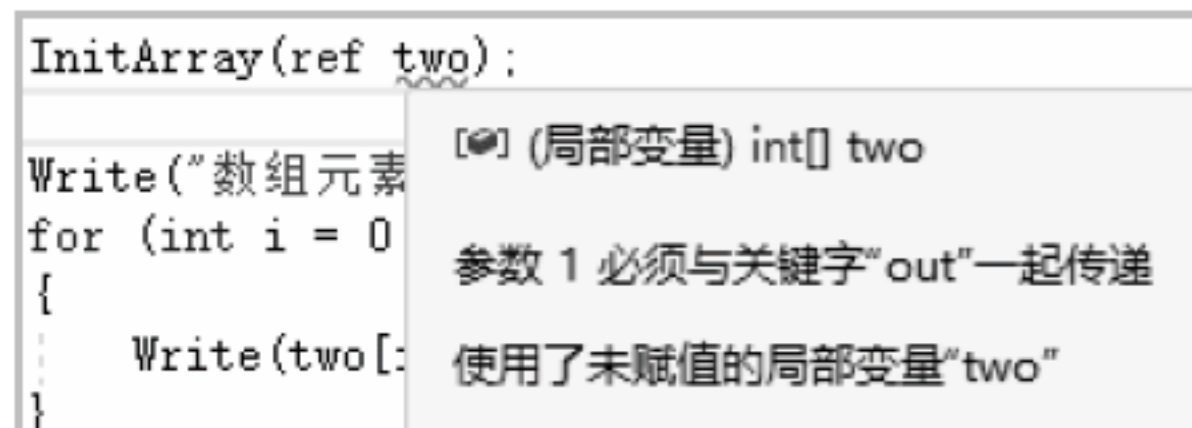 InitArray(ref two);
[] (局部变量) int[] two
Write("数组元素
for (int i = 0
参数 1 必须与关键字"out"一起传递
{
Write(two[
使用了未赋值的局部变量"two"
}